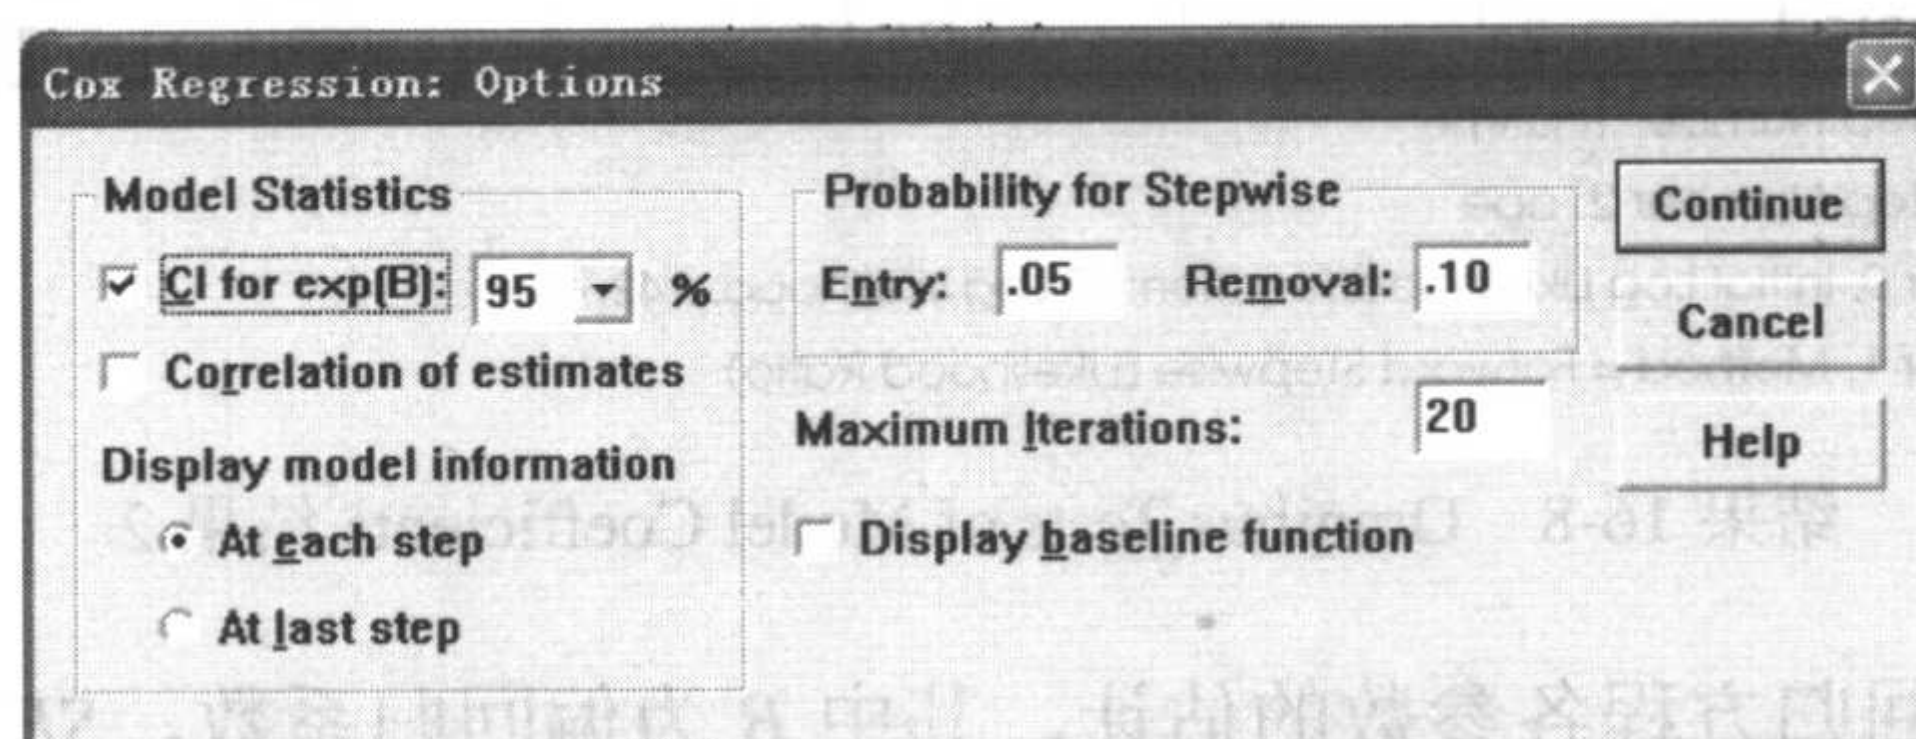 Cox Regression: Options
Model Statistics
CI for exp(B): 95 %
Correlation of estimates
Display model information
At each step
At last step
Probability for Stepwise
Entry: .05 Removal: .10
Maximum Iterations: 20
Display baseline function
Continue
Cancel
Help